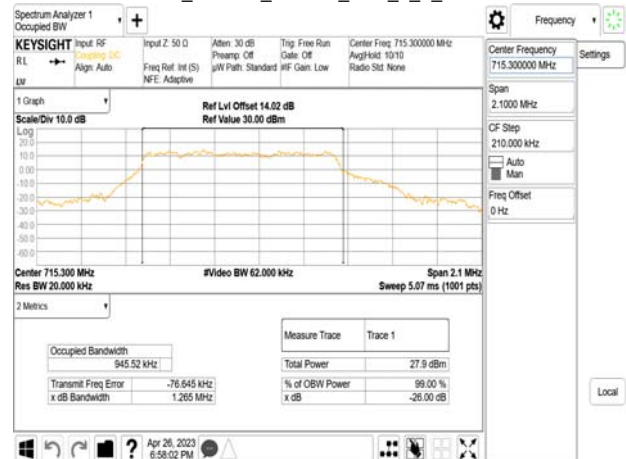 Spectrum Analyzer 1
Occupied BW
Frequency
KEYSIGHT
Input: RF
Input Z: 50 Ω
Atten: 30 dB
Trig: Free Run
Center Freq: 715.300000 MHz
R L
Coupling: DC
Preamp: Off
Gate: Off
Avg|Hold: 10/10
Align: Auto
Freq Ref: Int (S)
µW Path: Standard
#IF Gain: Low
Radio Std: None
NFE: Adaptive
Center Frequency
715.300000 MHz
Settings
Span
2.1000 MHz
CF Step
210.000 kHz
Auto
Man
Freq Offset
0 Hz
Local
1 Graph
Ref Lvl Offset 14.02 dB
Scale/Div 10.0 dB
Ref Value 30.00 dBm
Log
20.0
10.0
0.00
-10.0
-20.0
-30.0
-40.0
-50.0
-60.0
Center 715.300 MHz
#Video BW 62.000 kHz
Span 2.1 MHz
Res BW 20.000 kHz
Sweep 5.07 ms (1001 pts)
2 Metrics
Measure Trace
Trace 1
Occupied Bandwidth
945.52 kHz
Total Power
27.9 dBm
Transmit Freq Error
-76.645 kHz
% of OBW Power
99.00 %
x dB Bandwidth
1.265 MHz
x dB
-26.00 dB
Apr 26, 2023
6:58:02 PM